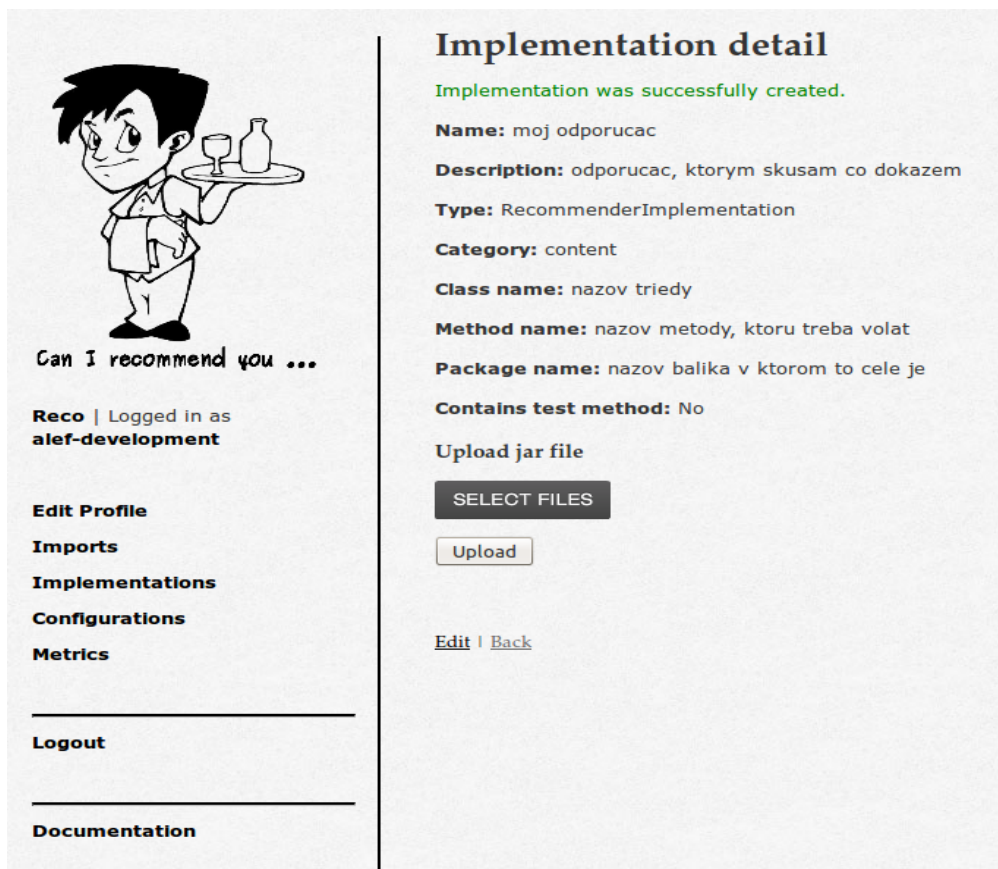 Can I recommend you ...
Reco | Logged in as
alef-development
Edit Profile
Imports
Implementations
Configurations
Metrics
Logout
Documentation
Implementation detail
Implementation was successfully created.
Name: moj odporucac
Description: odporucac, ktorym skusam co dokazem
Type: RecommenderImplementation
Category: content
Class name: nazov triedy
Method name: nazov metody, ktoru treba volat
Package name: nazov balika v ktorom to cele je
Contains test method: No
Upload jar file
SELECT FILES
Upload
Edit | Back